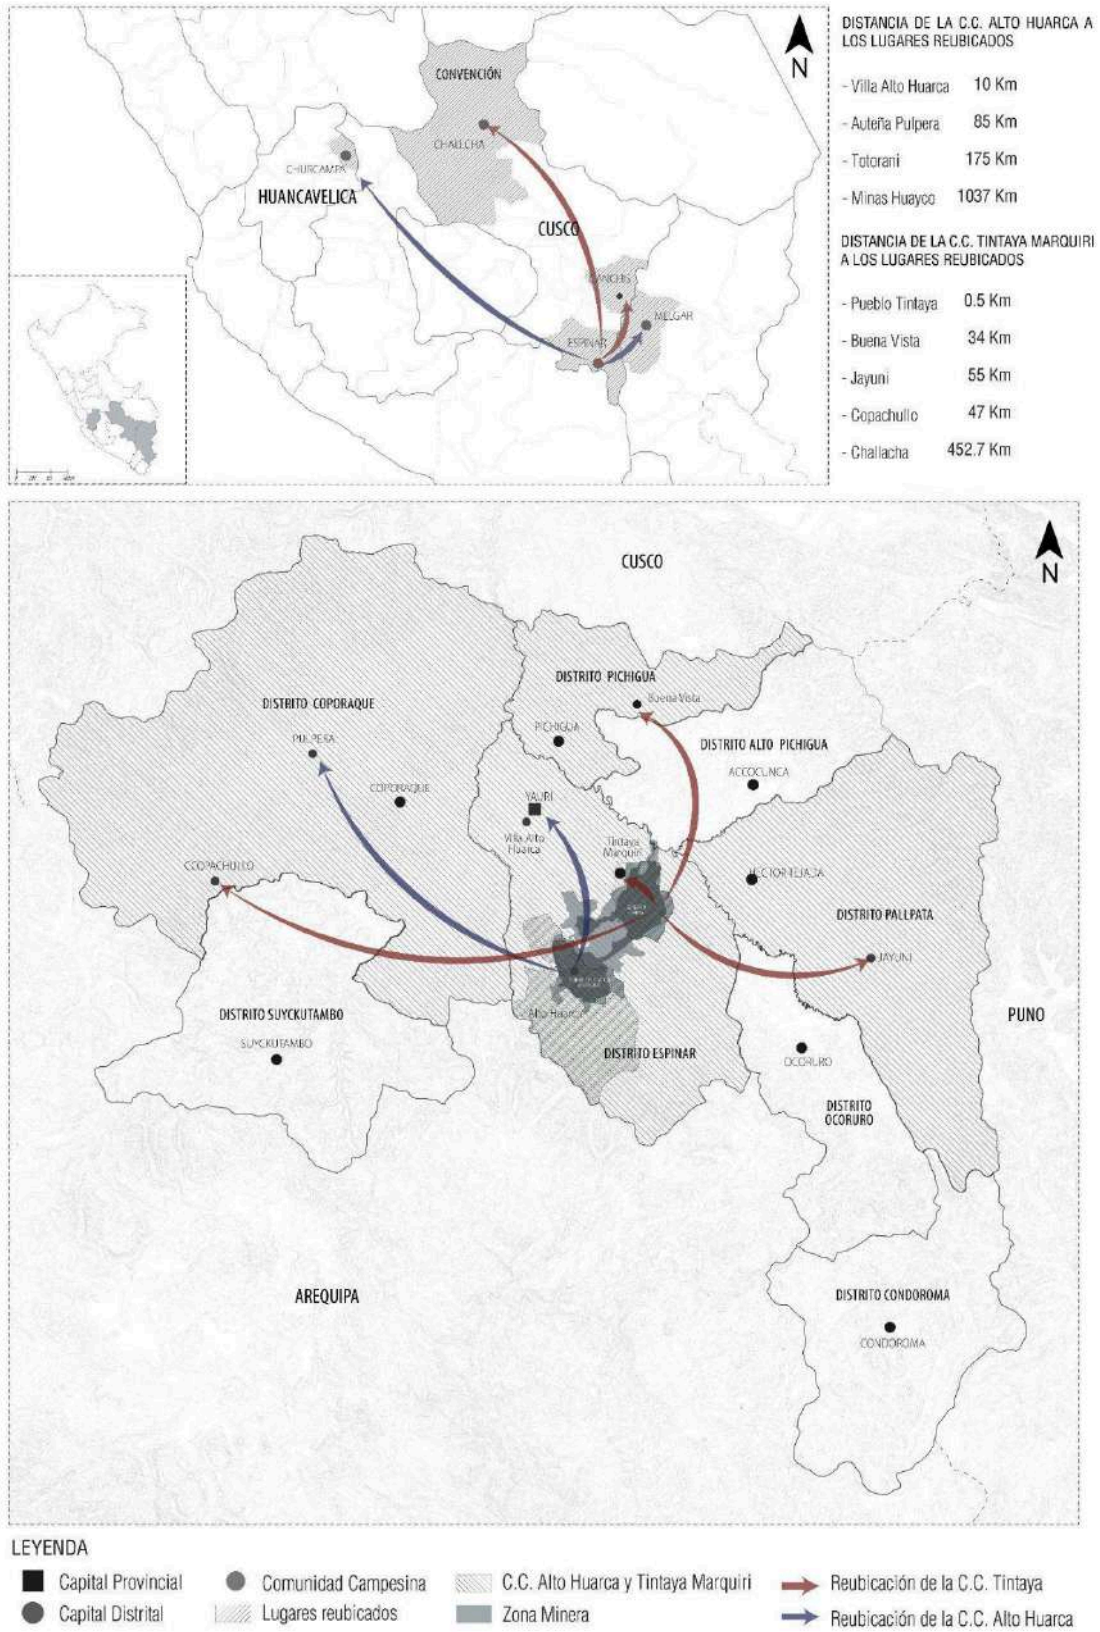 CONVENCIÓN
CHALLCHA
CHURCAMPA
HUANCAVELICA
CUSCO
CANCHIS
MELGAR
ESPINAR
N
DISTANCIA DE LA C.C. ALTO HUARCA A
LOS LUGARES REUBICADOS
- Villa Alto Huarca 10 Km
- Auteña Pulpera 85 Km
- Totorani 175 Km
- Minas Huayco 1037 Km
DISTANCIA DE LA C.C. TINTAYA MARQUIRI
A LOS LUGARES REUBICADOS
- Pueblo Tintaya 0.5 Km
- Buena Vista 34 Km
- Jayuni 55 Km
- Copachullo 47 Km
- Challacha 452.7 Km
N
CUSCO
DISTRITO PICHIGUA
Buena Vista
DISTRITO COPORAQUE
PICHIGUA
PULPERA
DISTRITO ALTO PICHIGUA
ACCOCUNCA
COPORAQUE
YAURI
Villa Alto
Huarca
Tintaya
Marquiri
CCOPACHULLO
HECTOR TEJADA
DISTRITO PALLPATA
JAYUNI
DISTRITO SUYCKUTAMBO
SUYCKUTAMBO
Alto Huarca
PUNO
DISTRITO ESPINAR
OCORURO
DISTRITO
OCORURO
AREQUIPA
DISTRITO CONDOROMA
CONDOROMA
LEYENDA
Capital Provincial
Comunidad Campesina
C.C. Alto Huarca y Tintaya Marquiri
Reubicación de la C.C. Tintaya
Capital Distrital
Lugares reubicados
Zona Minera
Reubicación de la C.C. Alto Huarca